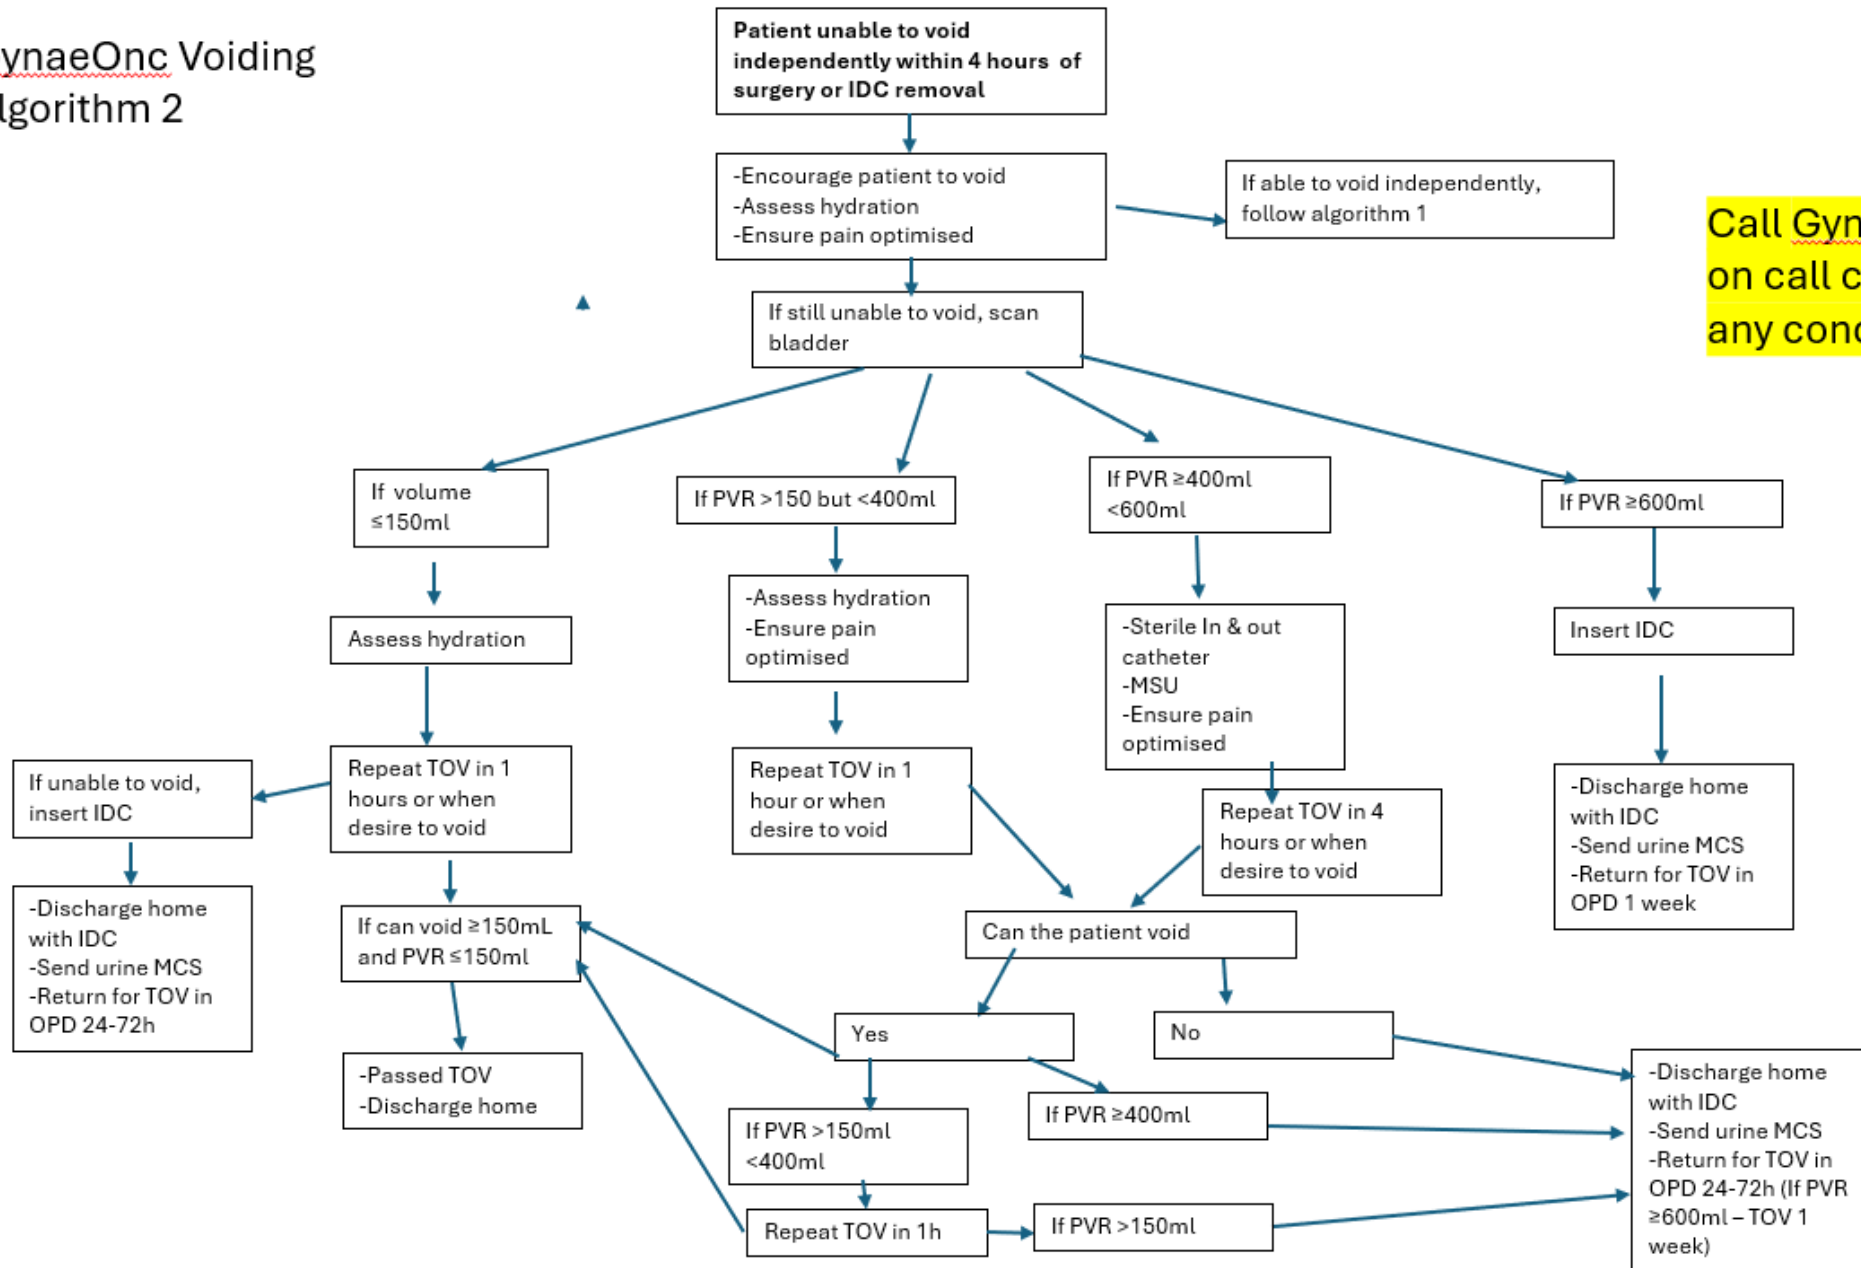 ynaeOnc Voiding
lgorithm 2
Patient unable to void
independently within 4 hours of
surgery or IDC removal
-Encourage patient to void
-Assess hydration
-Ensure pain optimised
If able to void independently,
follow algorithm 1
Call Gyn
on call c
any conc
If still unable to void, scan
bladder
If volume
≤150ml
If PVR >150 but <400ml
If PVR ≥400ml
<600ml
If PVR ≥600ml
Assess hydration
-Assess hydration
-Ensure pain
optimised
-Sterile In & out
catheter
-MSU
-Ensure pain
optimised
Insert IDC
If unable to void,
insert IDC
Repeat TOV in 1
hours or when
desire to void
Repeat TOV in 1
hour or when
desire to void
Repeat TOV in 4
hours or when
desire to void
-Discharge home
with IDC
-Send urine MCS
-Return for TOV in
OPD 1 week
-Discharge home
with IDC
-Send urine MCS
-Return for TOV in
OPD 24-72h
If can void ≥150mL
and PVR ≤150ml
Can the patient void
Yes
No
-Passed TOV
-Discharge home
If PVR >150ml
<400ml
If PVR ≥400ml
Repeat TOV in 1h
If PVR >150ml
-Discharge home
with IDC
-Send urine MCS
-Return for TOV in
OPD 24-72h (If PVR
≥600ml – TOV 1
week)